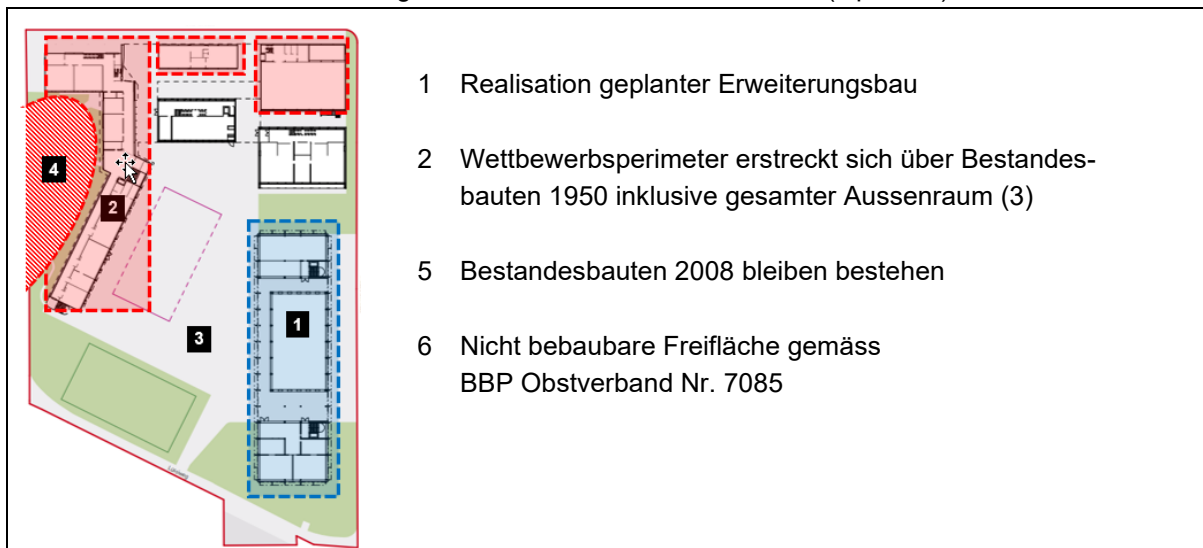 1 Realisation geplanter Erweiterungsbau
2 Wettbewerbsperimeter erstreckt sich über Bestandes-
bauten 1950 inklusive gesamter Aussenraum (3)
5 Bestandesbauten 2008 bleiben bestehen
6 Nicht bebaubare Freifläche gemäss
BBP Obstverband Nr. 7085
4
2
1
3